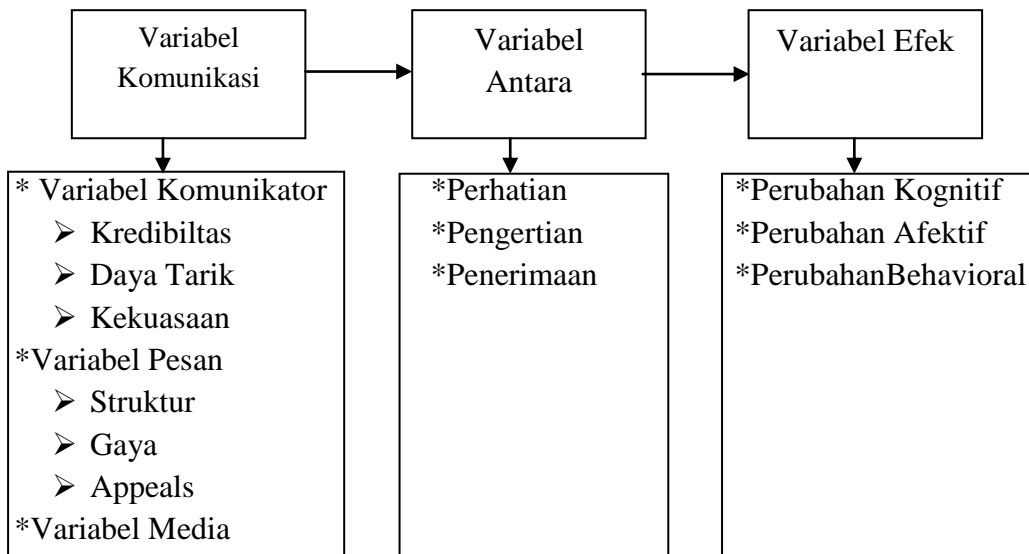 Variabel
Komunikasi
Variabel
Antara
Variabel Efek
* Variabel Komunikator
➢ Kredibiltas
➢ Daya Tarik
➢ Kekuasaan
*Variabel Pesan
➢ Struktur
➢ Gaya
➢ Appeals
*Variabel Media
*Perhatian
*Pengertian
*Penerimaan
*Perubahan Kognitif
*Perubahan Afektif
*PerubahanBehavioral